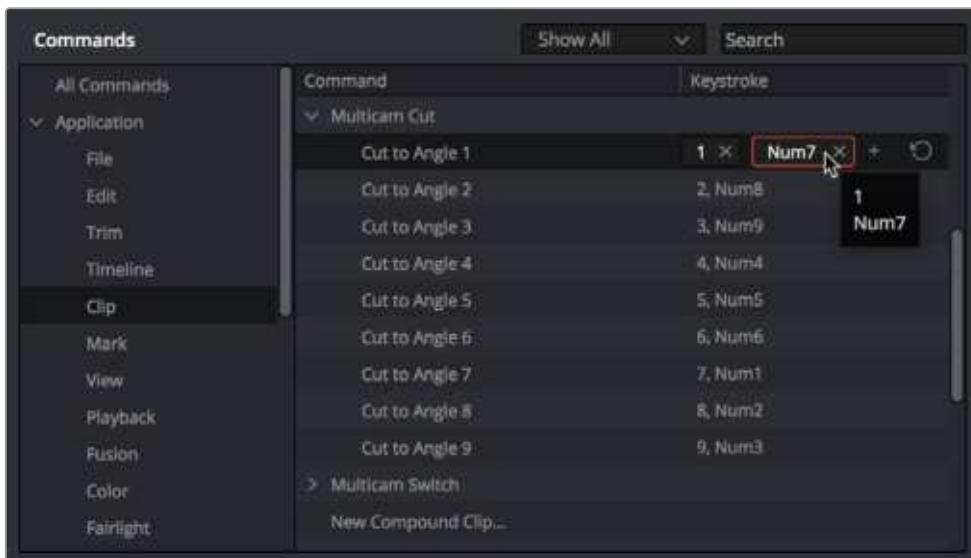 Commands
Show All
Search
All Commands
Application
File
Edit
Trim
Timeline
Clip
Mark
View
Playback
Fusion
Color
Fairlight
Command Keystroke
Multicam Cut
Cut to Angle 1 1 Num7
Cut to Angle 2 2, Num8
Cut to Angle 3 3, Num9
Cut to Angle 4 4, Num4
Cut to Angle 5 5, Num5
Cut to Angle 6 6, Num6
Cut to Angle 7 7, Num1
Cut to Angle 8 8, Num2
Cut to Angle 9 9, Num3
Multicam Switch
New Compound Clip...
1
Num7